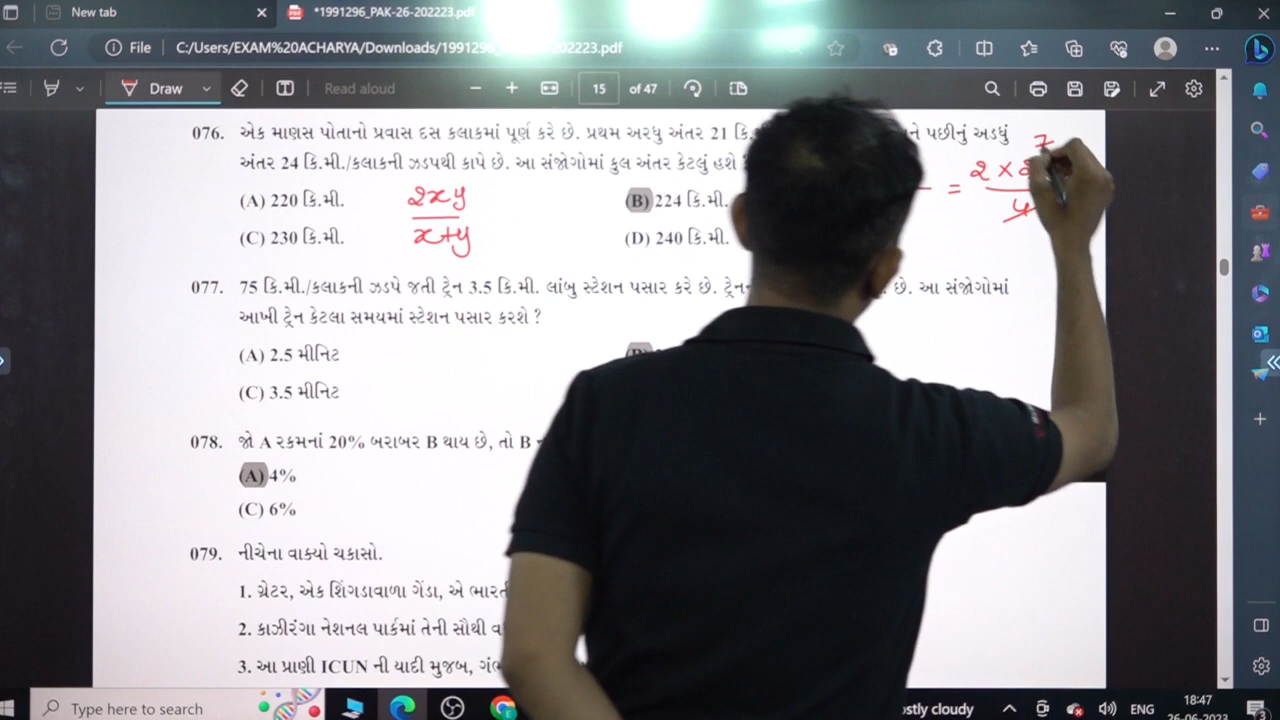 New tab
*1991296_PAK-26-202223.pdf
File C:/Users/EXAM%20ACHARYA/Downloads/1991296 202223.pdf
Draw Read aloud 15 of 47
076. એક માણસ પોતાનો પ્રવાસ દસ કલાકમાં પૂર્ણ કરે છે. પ્રથમ અરધુ અંતર 21 કિ. પછીનું અડધું
અંતર 24 કિ.મી./કલાકની ઝડપથી કાપે છે. આ સંજોગોમાં કુલ અંતર કેટલું હશે
7
= 2 ×
(A) 220 કિ.મી. 2xy (B) 224 કિ.મી.
(C) 230 કિ.મી. x+y (D) 240 કિ.મી.
077. 75 કિ.મી./કલાકની ઝડપે જતી ટ્રેન 3.5 કિ.મી. લાંબુ સ્ટેશન પસાર કરે છે. છે. આ સંજોગોમાં
આખી ટ્રેન કેટલા સમયમાં સ્ટેશન પસાર કરશે ?
(A) 2.5 મીનિટ
(C) 3.5 મીનિટ
078. જો A રકમનાં 20% બરાબર B થાય છે, તો B
(A) 4%
(C) 6%
079. નીચેના વાક્યો ચકાસો.
1. ગ્રેટર, એક શિંગડાવાળા ગેંડા, એ
2. કાઝીરંગા નેશનલ પાર્કમાં તેની સૌથી
3. આ પ્રાણી ICUN ની યાદી મુજબ,
Type here to search cloudy ENG 18:47
26-06-2023